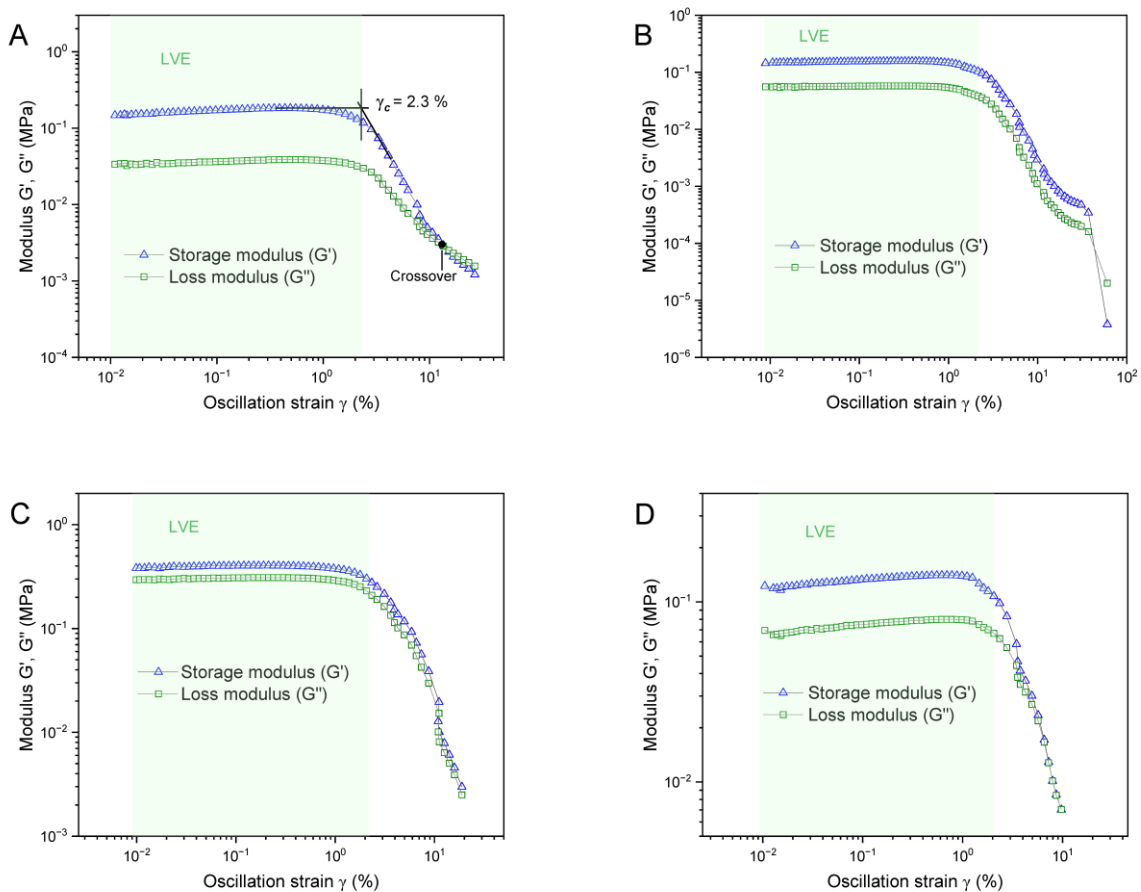 A
LVE
γc = 2.3 %
Storage modulus (G')
Loss modulus (G'')
Crossover
10⁰
10⁻¹
10⁻²
10⁻³
10⁻⁴
Modulus G', G'' (MPa)
10⁻² 10⁻¹ 10⁰ 10¹
Oscillation strain γ (%)
B
LVE
Storage modulus (G')
Loss modulus (G'')
10⁰
10⁻¹
10⁻²
10⁻³
10⁻⁴
10⁻⁵
10⁻⁶
Modulus G', G'' (MPa)
10⁻² 10⁻¹ 10⁰ 10¹ 10²
Oscillation strain γ (%)
C
LVE
Storage modulus (G')
Loss modulus (G'')
10⁰
10⁻¹
10⁻²
10⁻³
Modulus G', G'' (MPa)
10⁻² 10⁻¹ 10⁰ 10¹
Oscillation strain γ (%)
D
LVE
Storage modulus (G')
Loss modulus (G'')
10⁻¹
10⁻²
Modulus G', G'' (MPa)
10⁻² 10⁻¹ 10⁰ 10¹
Oscillation strain γ (%)